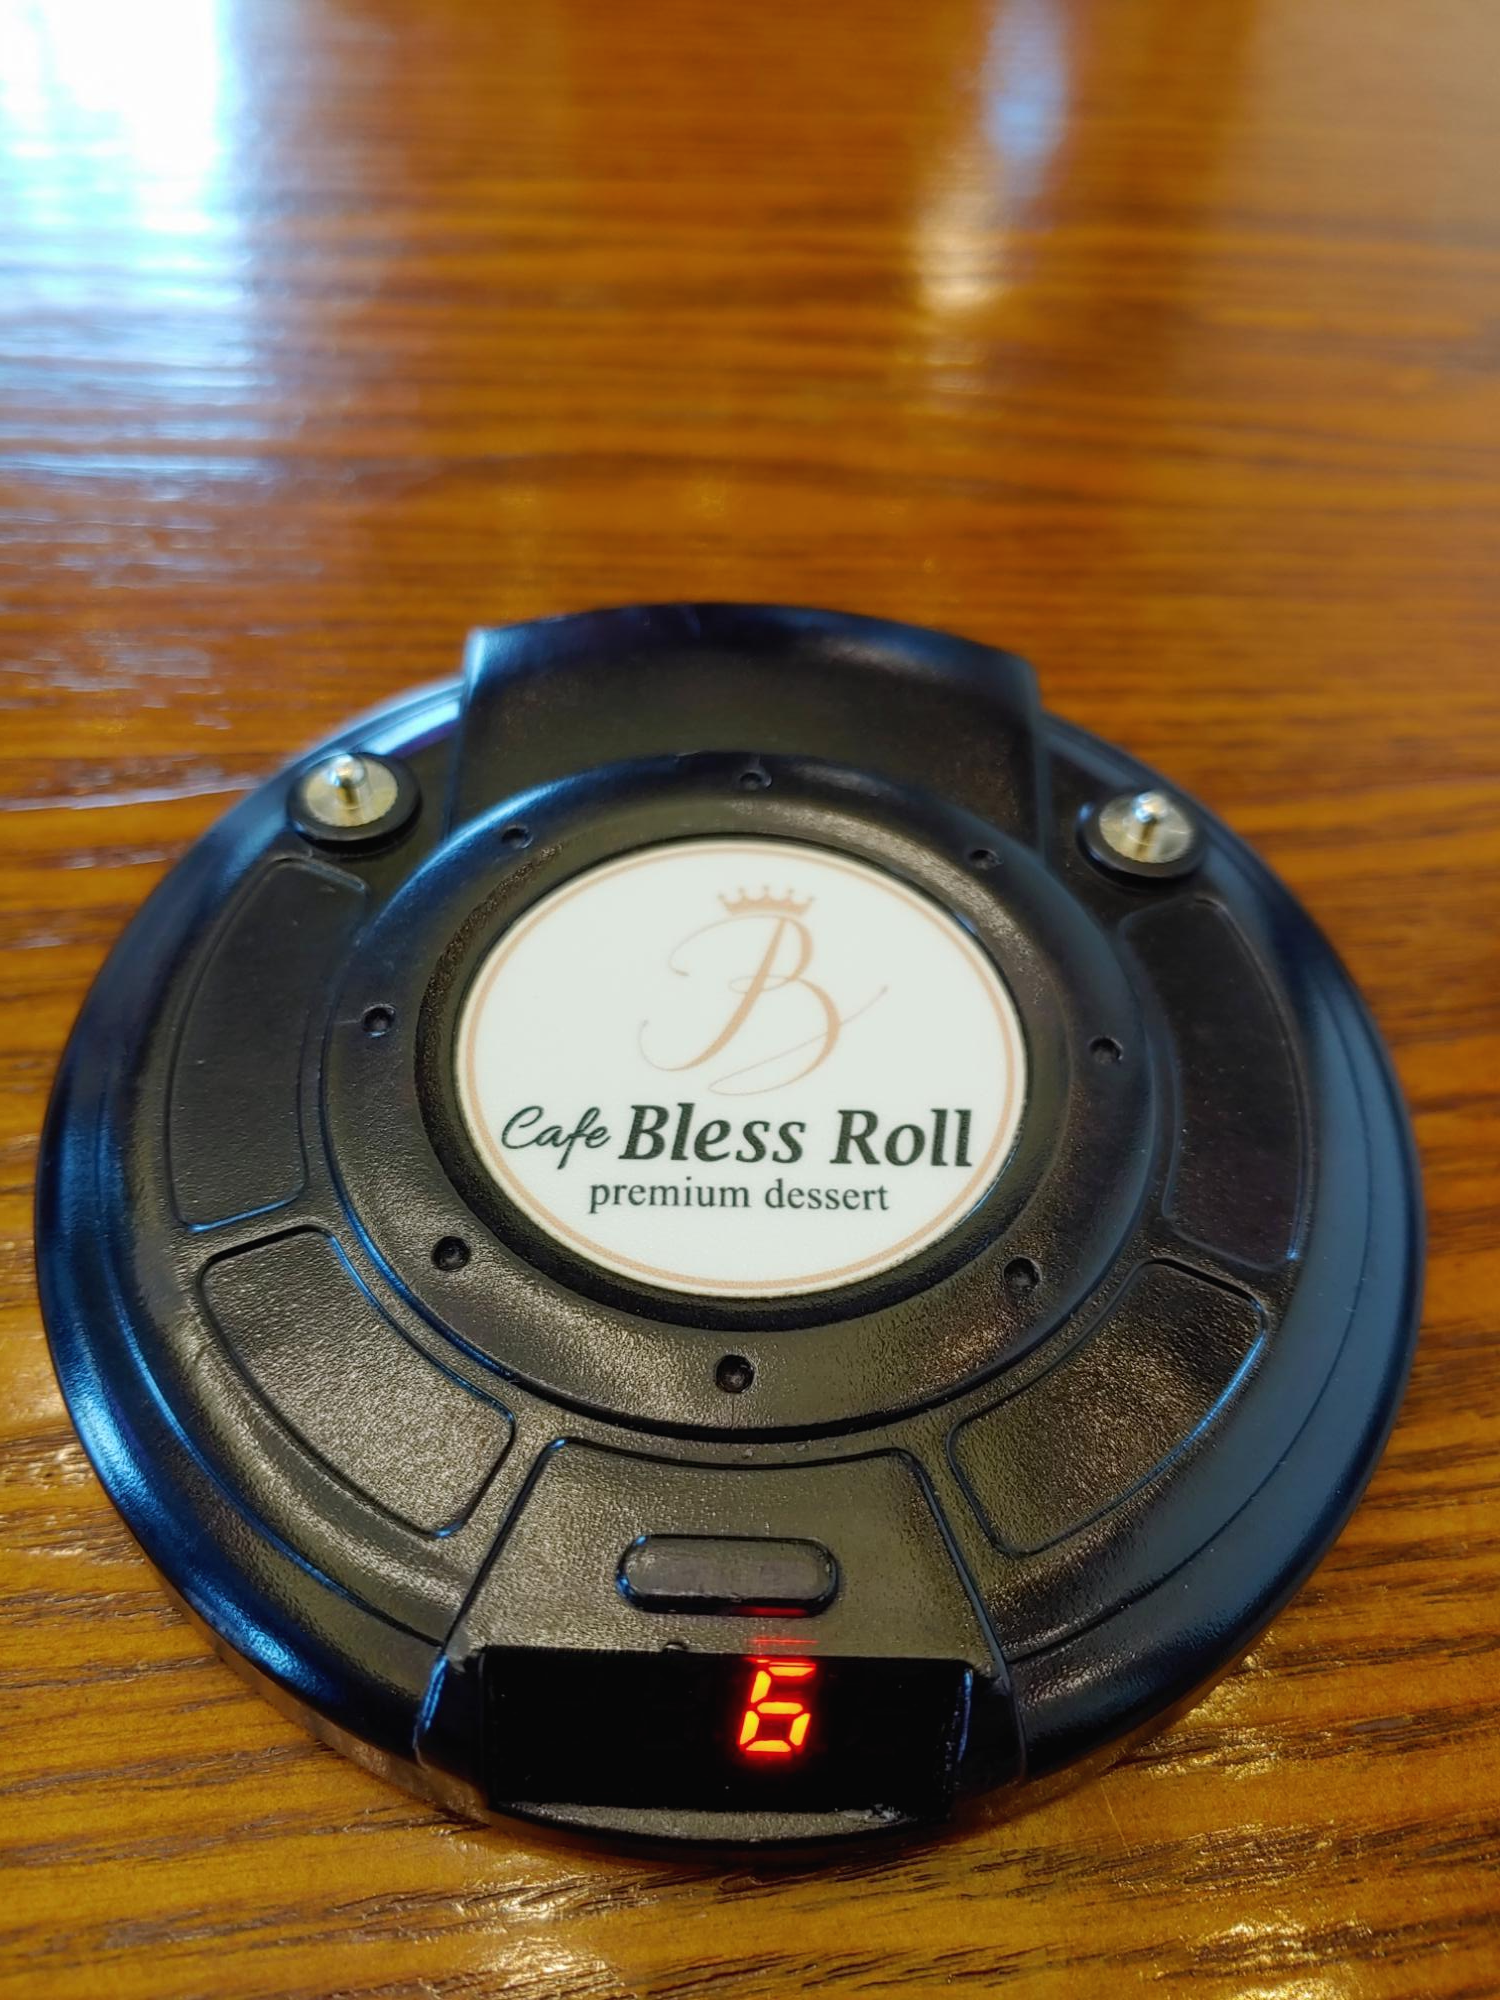 B
Cafe Bless Roll
premium dessert
6